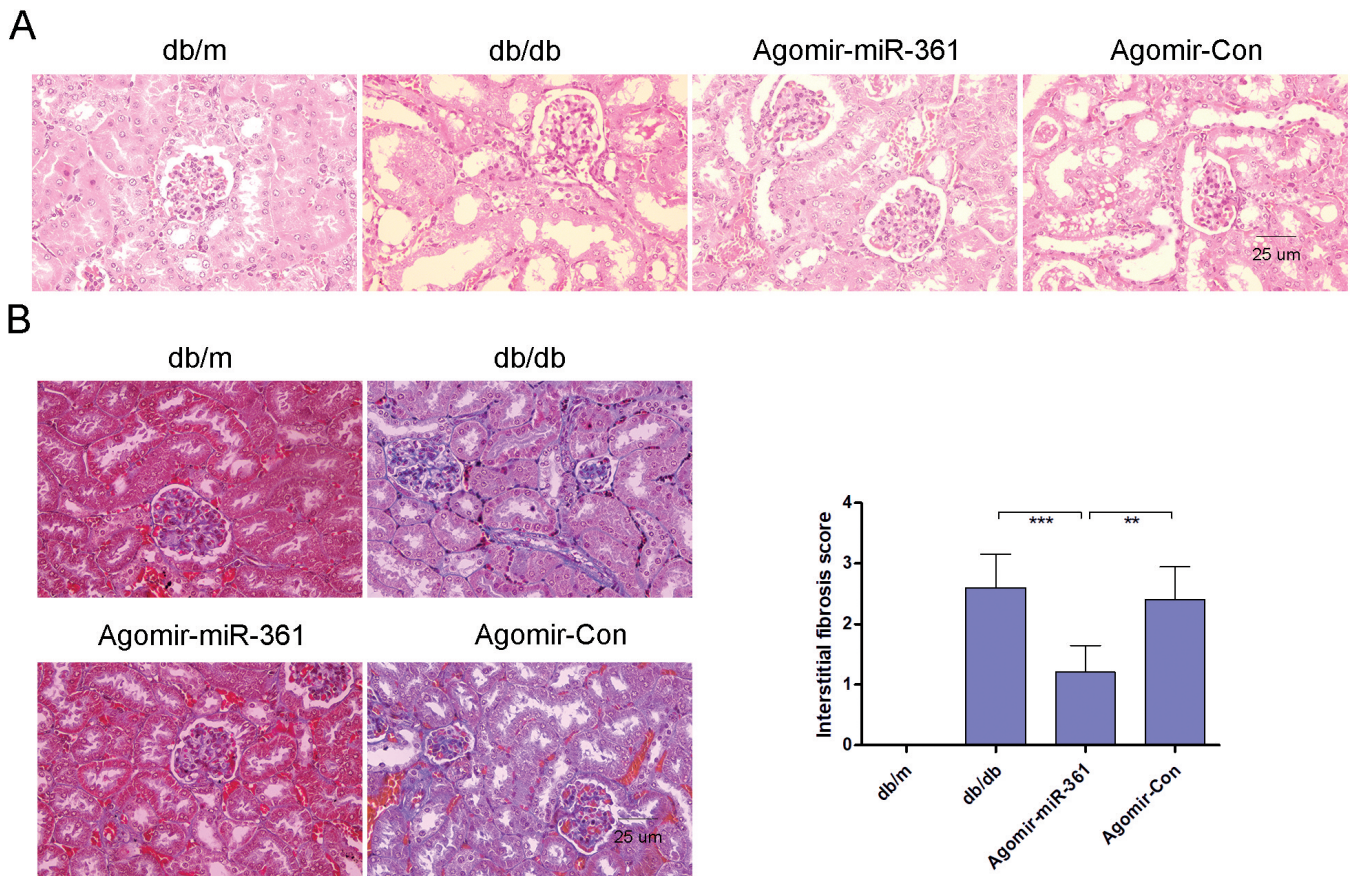 A
db/m db/db Agomir-miR-361 Agomir-Con
25 um
B
db/m db/db
Agomir-miR-361 Agomir-Con
25 um
Interstitial fibrosis score
4
3
2
1
0
*** **
db/m db/db Agomir-miR-361 Agomir-Con